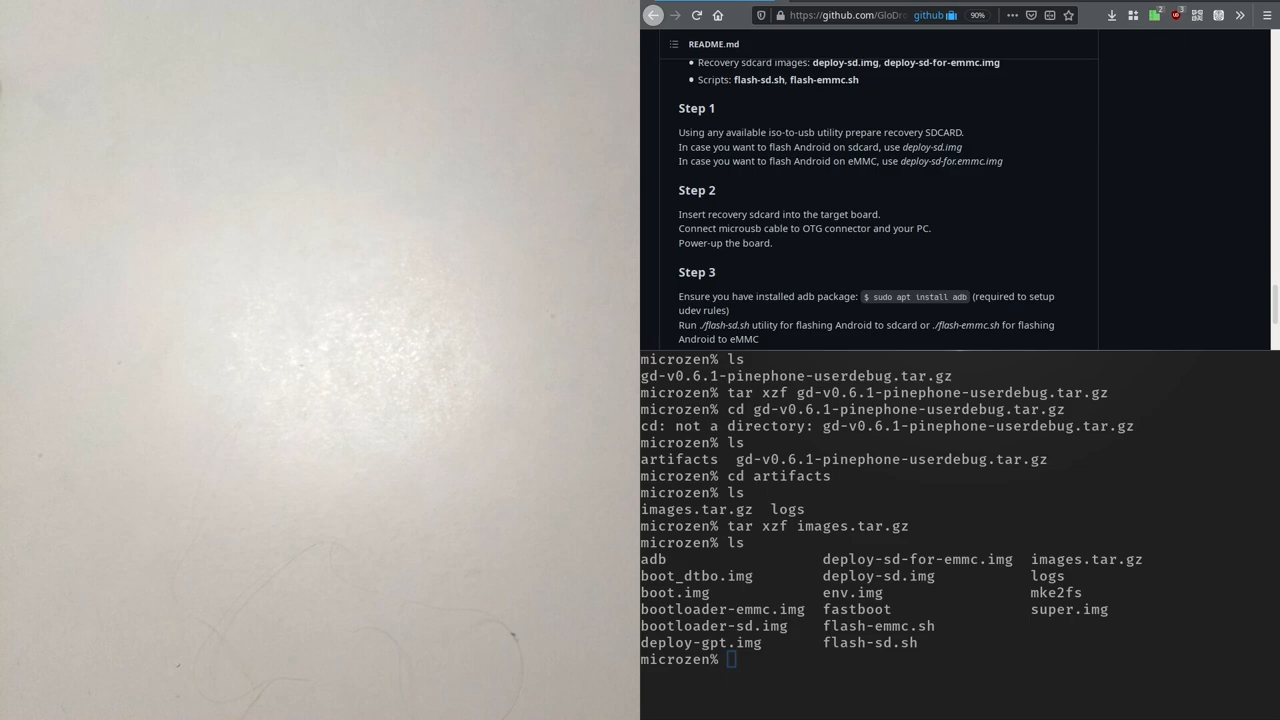 https://github.com/GloDr
github
90%
2
3
README.md
• Recovery sdcard images: deploy-sd.img, deploy-sd-for-emmc.img
• Scripts: flash-sd.sh, flash-emmc.sh
Step 1
Using any available iso-to-usb utility prepare recovery SDCARD.
In case you want to flash Android on sdcard, use deploy-sd.img
In case you want to flash Android on eMMC, use deploy-sd-for.emmc.img
Step 2
Insert recovery sdcard into the target board.
Connect microusb cable to OTG connector and your PC.
Power-up the board.
Step 3
Ensure you have installed adb package: $ sudo apt install adb (required to setup
udev rules)
Run ./flash-sd.sh utility for flashing Android to sdcard or ./flash-emmc.sh for flashing
Android to eMMC
microzen% ls
gd-v0.6.1-pinephone-userdebug.tar.gz
microzen% tar xzf gd-v0.6.1-pinephone-userdebug.tar.gz
microzen% cd gd-v0.6.1-pinephone-userdebug.tar.gz
cd: not a directory: gd-v0.6.1-pinephone-userdebug.tar.gz
microzen% ls
artifacts gd-v0.6.1-pinephone-userdebug.tar.gz
microzen% cd artifacts
microzen% ls
images.tar.gz logs
microzen% tar xzf images.tar.gz
microzen% ls
adb deploy-sd-for-emmc.img images.tar.gz
boot_dtbo.img deploy-sd.img logs
boot.img env.img mke2fs
bootloader-emmc.img fastboot super.img
bootloader-sd.img flash-emmc.sh
deploy-gpt.img flash-sd.sh
microzen%